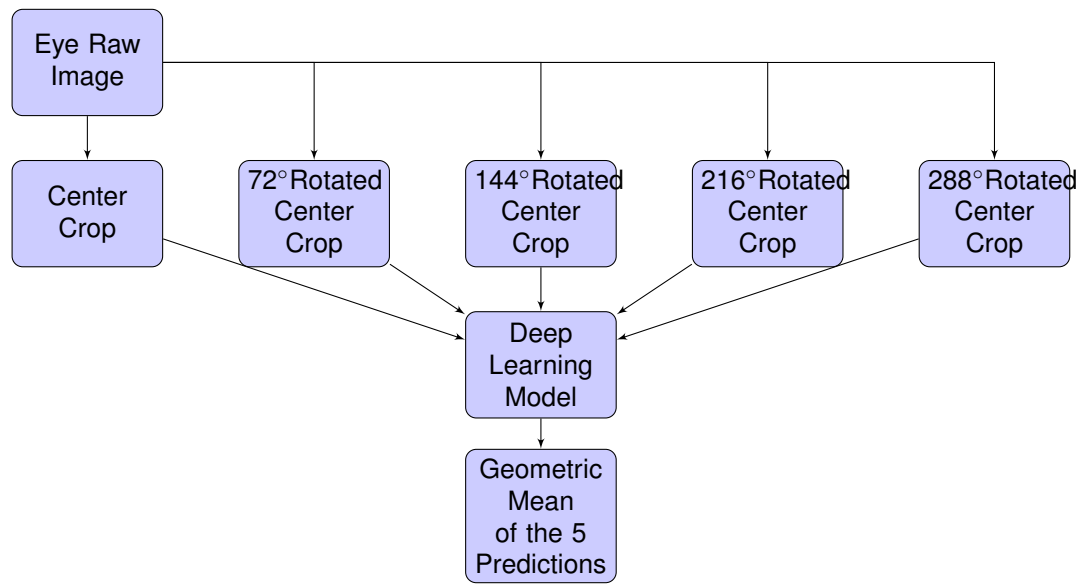 Eye Raw
Image
Center
Crop
72°Rotated
Center
Crop
144°Rotated
Center
Crop
216°Rotated
Center
Crop
288°Rotated
Center
Crop
Deep
Learning
Model
Geometric
Mean
of the 5
Predictions